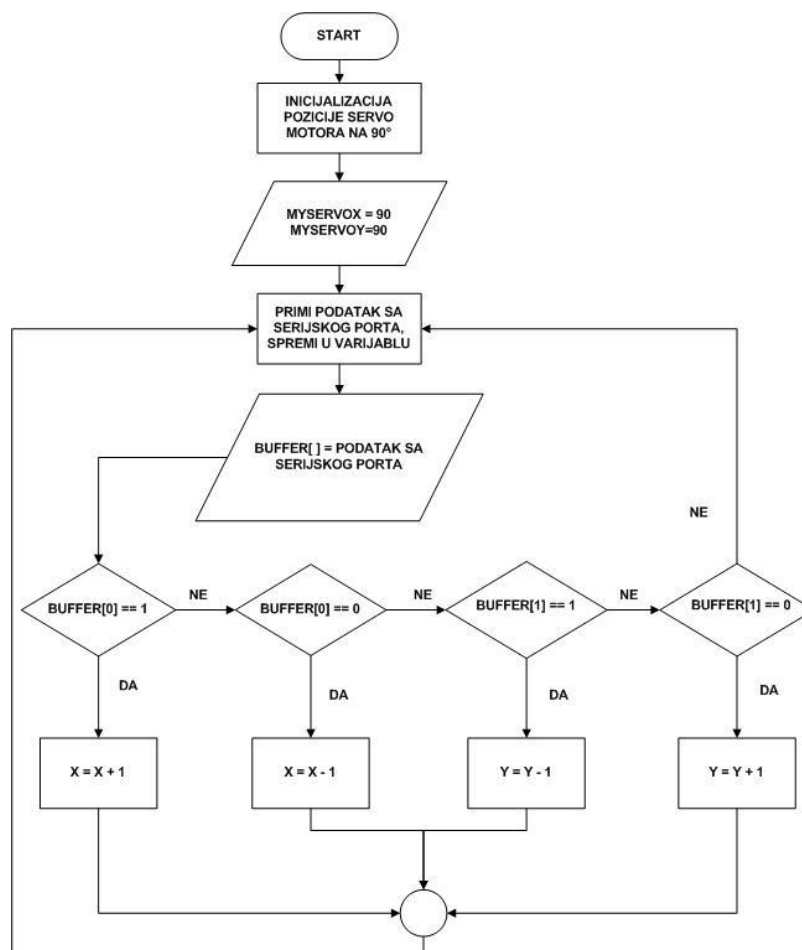 START
INICIJALIZACIJA
POZICIJE SERVO
MOTORA NA 90°
MYSERVOX = 90
MYSERVOY=90
PRIMI PODATAK SA
SERIJSKOG PORTA,
SPREMI U VARIJABLU
BUFFER[ ] = PODATAK SA
SERIJSKOG PORTA
NE
BUFFER[0] == 1
NE
BUFFER[0] == 0
NE
BUFFER[1] == 1
NE
BUFFER[1] == 0
DA
DA
DA
DA
X = X + 1
X = X - 1
Y = Y - 1
Y = Y + 1